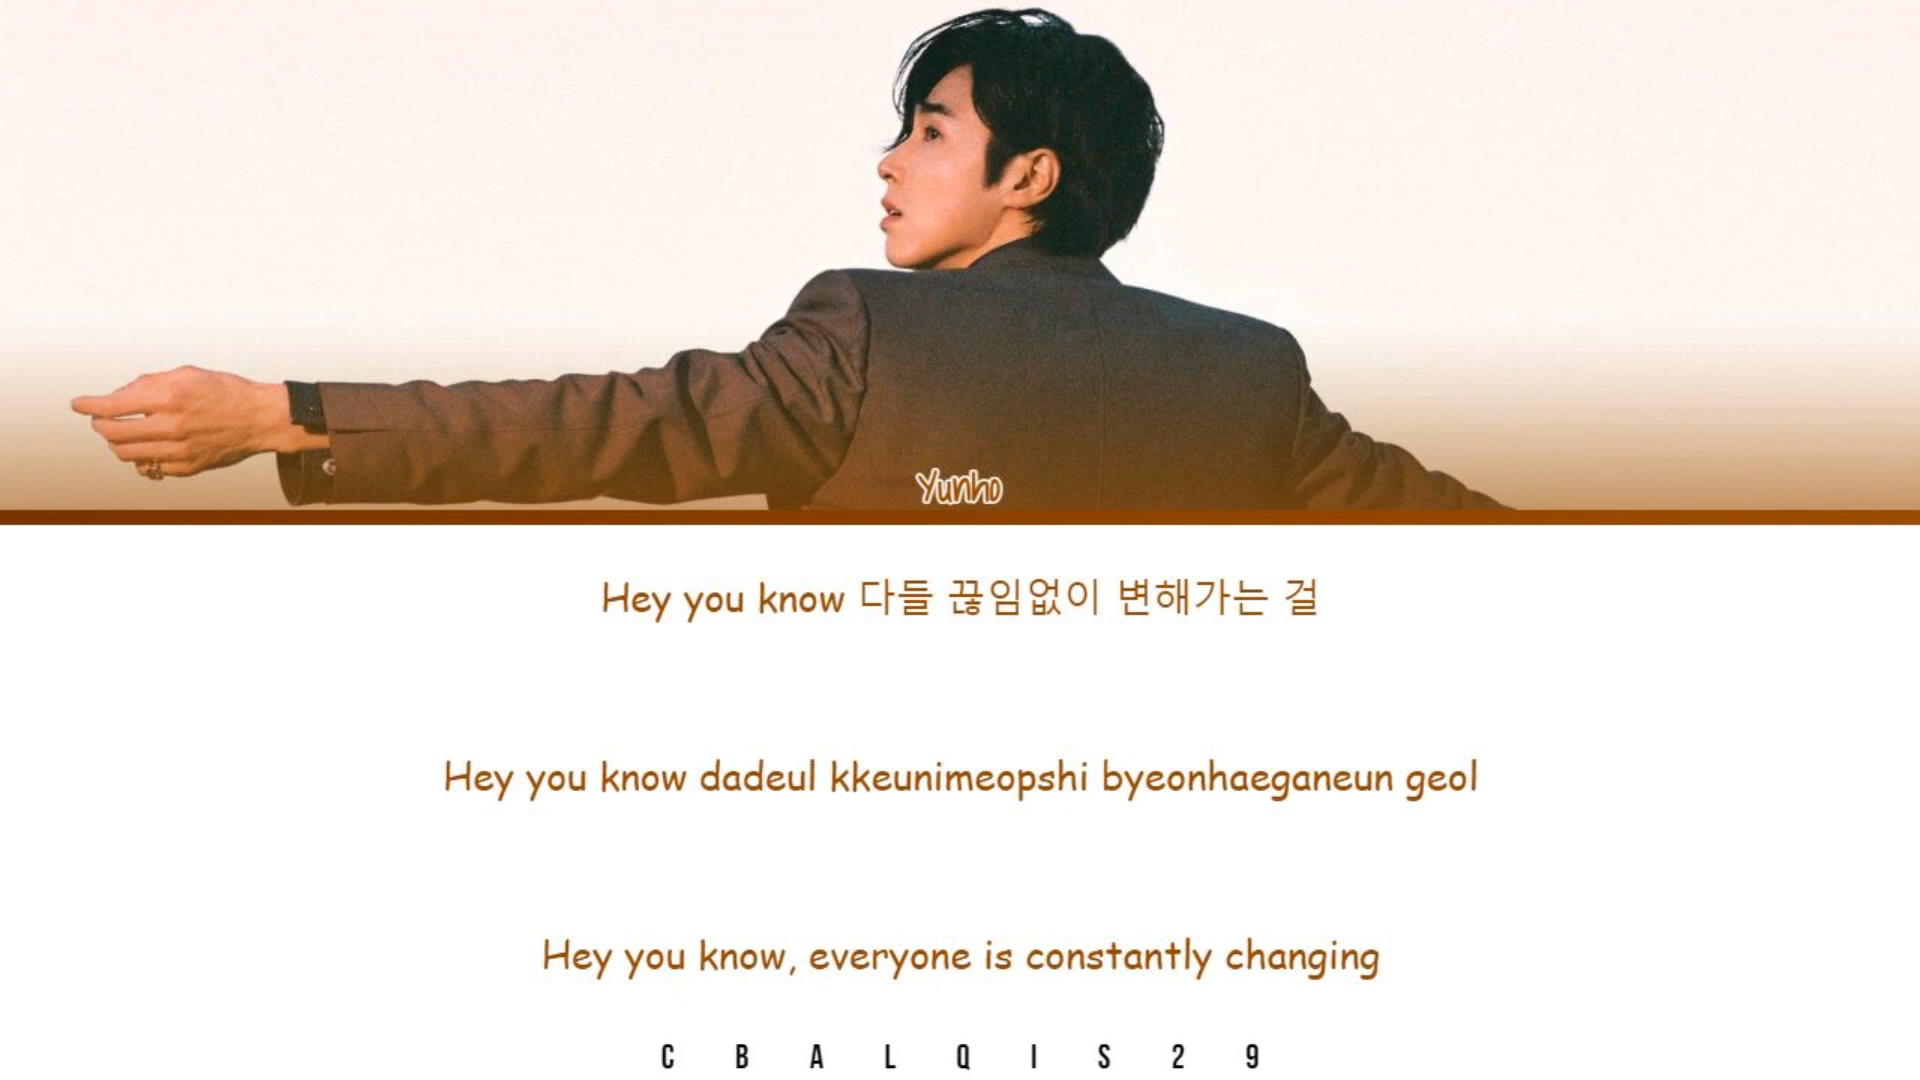 Yunho
Hey you know 다들 끊임없이 변해가는 걸
Hey you know dadeul kkeunimeopshi byeonhaeganeun geol
Hey you know, everyone is constantly changing
C B A L Q I S 2 9